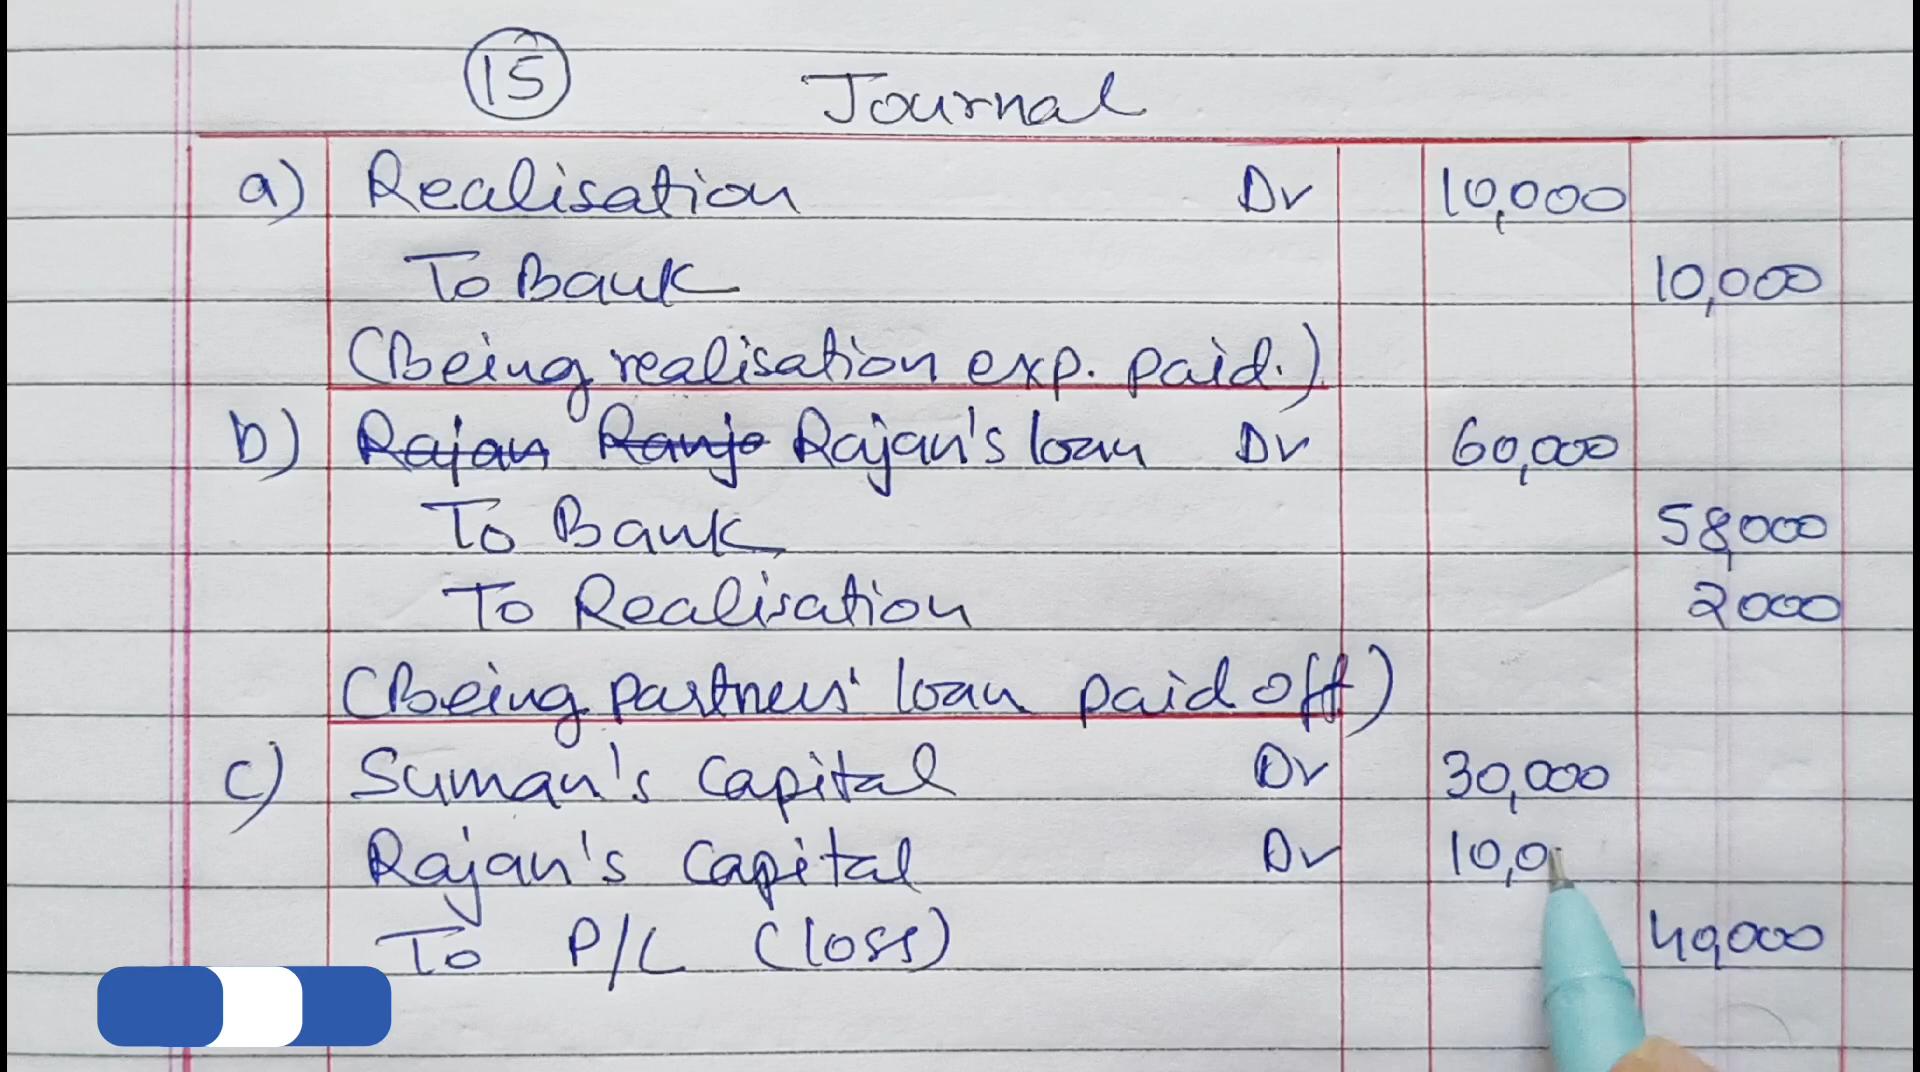 15 Journal
a) Realisation Dr 10,000
To Bank 10,000
(Being realisation exp. paid.)
b) Rajan Ranjo Rajan's loan Dr 60,000
To Bank 58,000
To Realisation 2000
(Being partners' loan paid off)
c) Suman's Capital Dr 30,000
Rajan's Capital Dr 10,0
To P/L (loss) 40,000